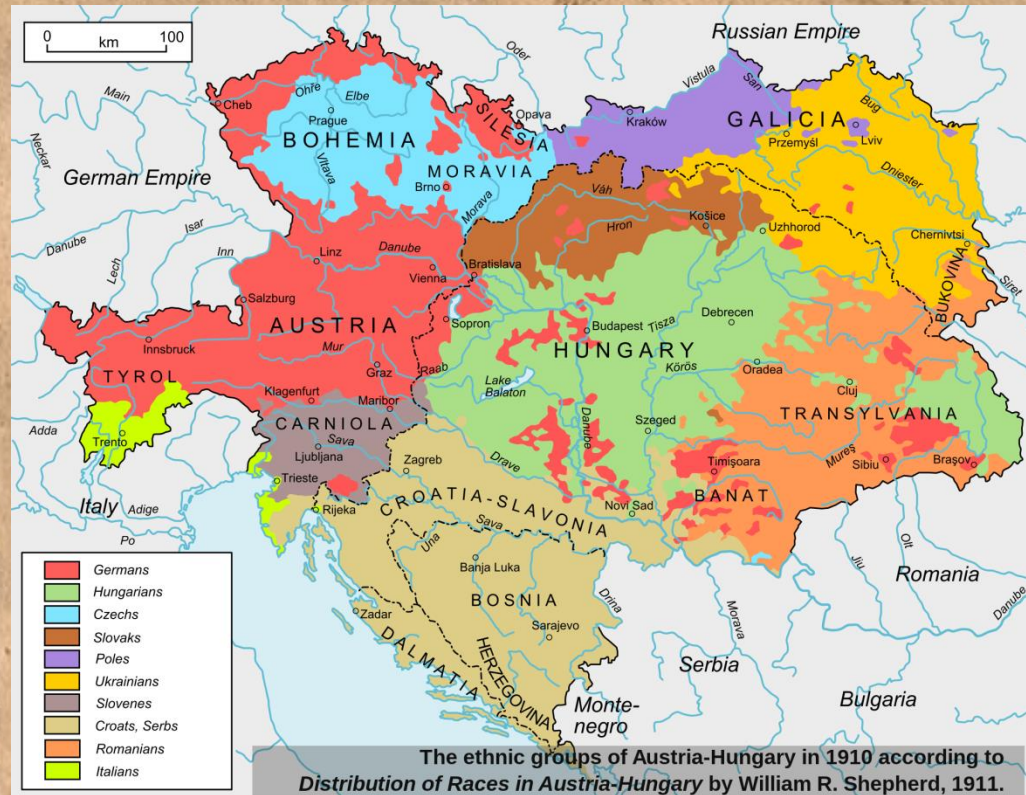 0 km 100
Russian Empire
Oder
Vistula
San
Bug
Main
Cheb
Ohře
Elbe
Prague
Opava
SILESIA
Kraków
GALICIA
Przemyśl
Lviv
Neckar
BOHEMIA
Vltava
MORAVIA
Brno
Morava
Dniester
German Empire
Váh
Hron
Košice
Uzhhorod
Chernivtsi
Danube
Isar
Lech
Inn
Linz
Danube
Vienna
Bratislava
BUKOVINA
Siret
Salzburg
AUSTRIA
Sopron
Budapest
Tisza
Debrecen
Innsbruck
Mur
Graz
Raab
HUNGARY
Körös
Oradea
Cluj
TYROL
Klagenfurt
Maribor
Lake
Balaton
Danube
Szeged
TRANSYLVANIA
Adda
Trento
CARNIOLA
Sava
Ljubljana
Drave
Mures
Timişoara
Sibiu
Braşov
Trieste
Zagreb
BANAT
Italy
Adige
Po
Rijeka
CROATIA-SLAVONIA
Novi Sad
Sava
Una
Banja Luka
BOSNIA
Drina
Jiu
Olt
Romania
Danube
Zadar
Sarajevo
Morava
DALMATIA
HERZEGOVINA
Serbia
Monte-
negro
Bulgaria
Germans
Hungarians
Czechs
Slovaks
Poles
Ukrainians
Slovenes
Croats, Serbs
Romanians
Italians
The ethnic groups of Austria-Hungary in 1910 according to
Distribution of Races in Austria-Hungary by William R. Shepherd, 1911.